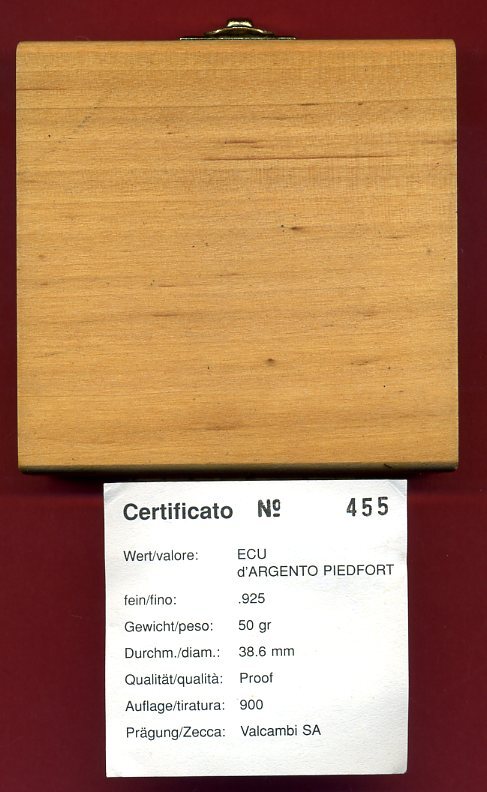 Certificato Nº 455
Wert/valore: ECU
d'ARGENTO PIEDFORT
fein/fino: .925
Gewicht/peso: 50 gr
Durchm./diam.: 38.6 mm
Qualität/qualità: Proof
Auflage/tiratura: 900
Prägung/Zecca: Valcambi SA